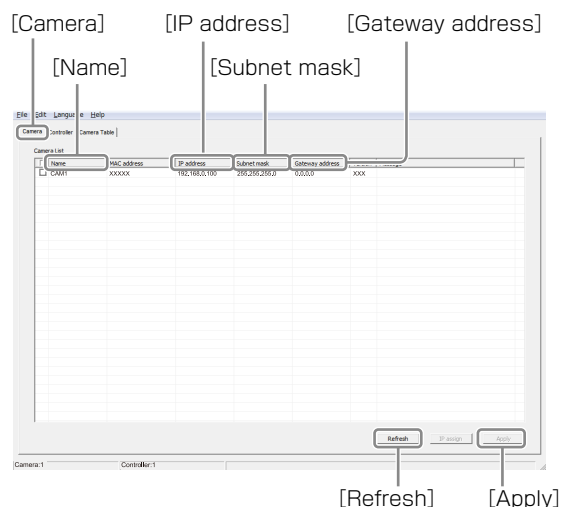 [Camera] [IP address] [Gateway address]
[Name] [Subnet mask]
File Edit Language Help
Camera Controller Camera Table
Camera List
Name MAC address IP address Subnet mask Gateway address
CAM1 XXXXX 192,168,0,100 255,255,255,0 0,0,0,0 XXX
Refresh IP assign Apply
Camera:1 Controller:1
[Refresh] [Apply]